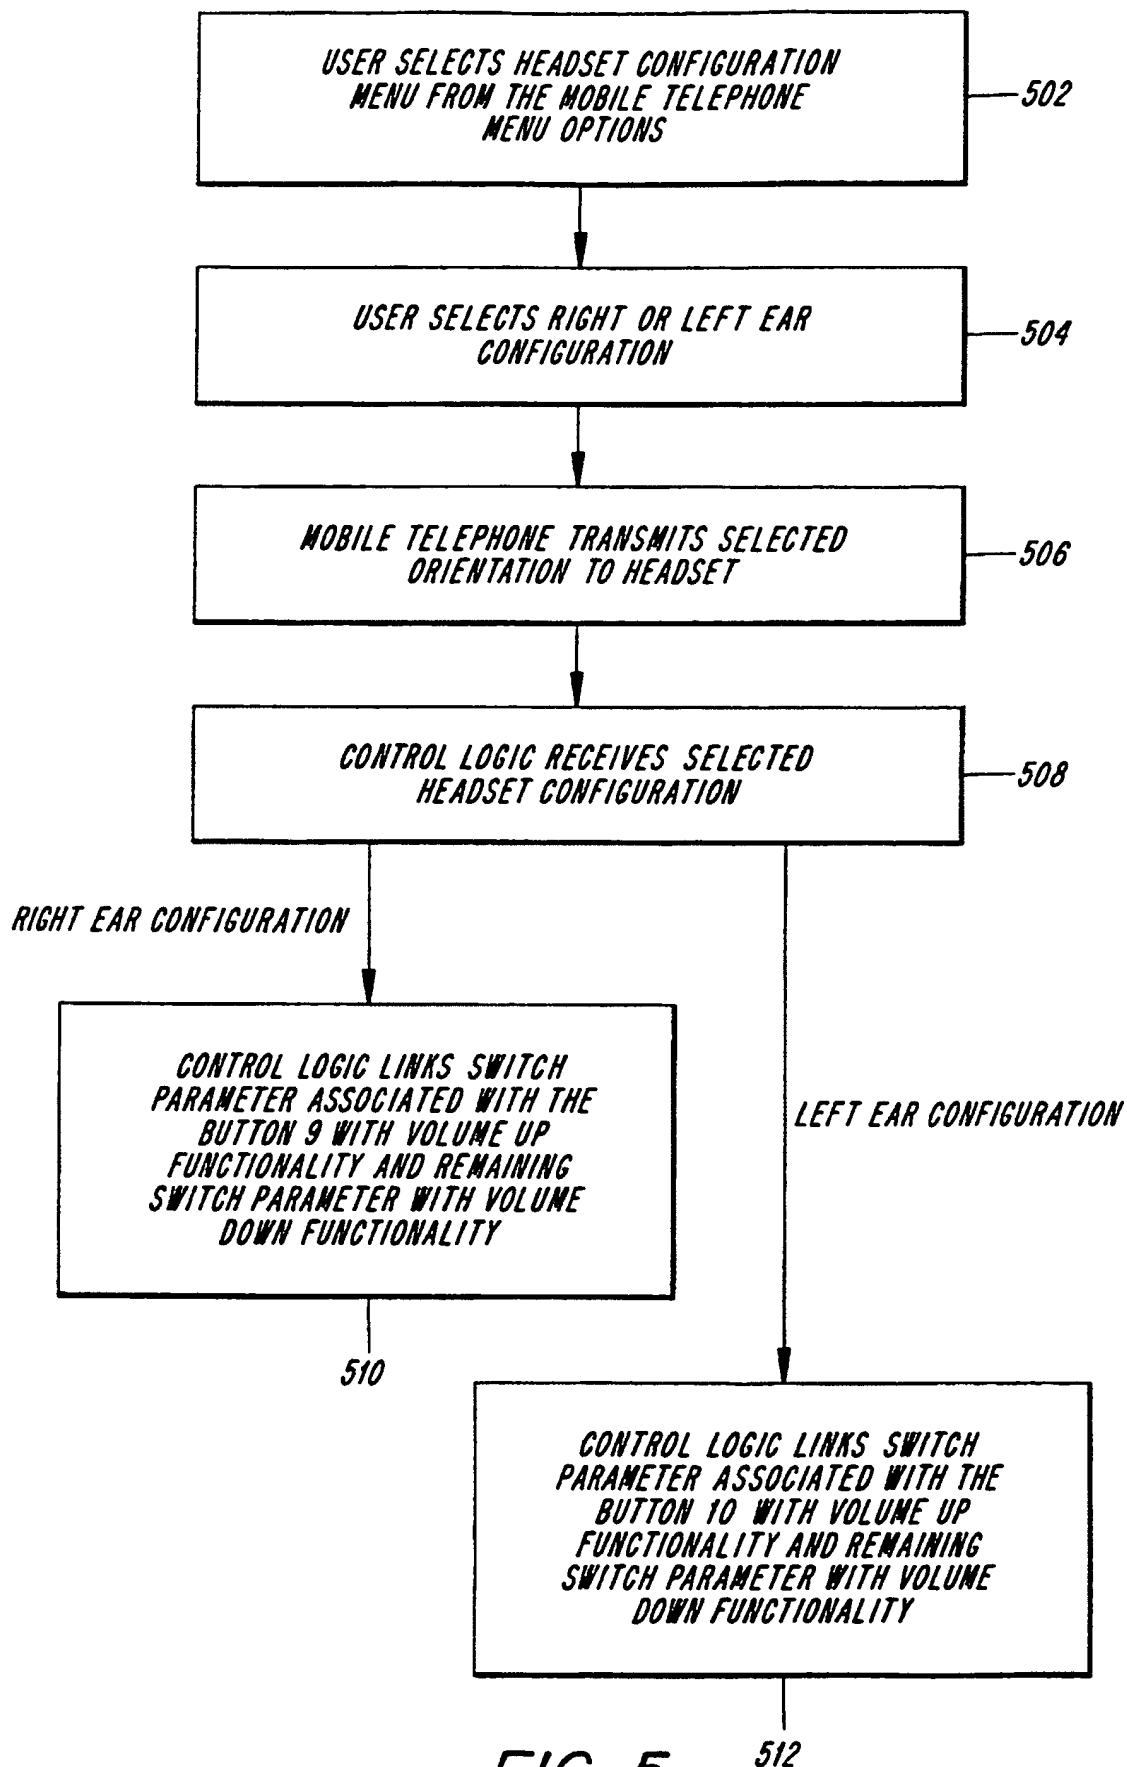 USER SELECTS HEADSET CONFIGURATION
MENU FROM THE MOBILE TELEPHONE
MENU OPTIONS
502
USER SELECTS RIGHT OR LEFT EAR
CONFIGURATION
504
MOBILE TELEPHONE TRANSMITS SELECTED
ORIENTATION TO HEADSET
506
CONTROL LOGIC RECEIVES SELECTED
HEADSET CONFIGURATION
508
RIGHT EAR CONFIGURATION
CONTROL LOGIC LINKS SWITCH
PARAMETER ASSOCIATED WITH THE
BUTTON 9 WITH VOLUME UP
FUNCTIONALITY AND REMAINING
SWITCH PARAMETER WITH VOLUME
DOWN FUNCTIONALITY
510
LEFT EAR CONFIGURATION
CONTROL LOGIC LINKS SWITCH
PARAMETER ASSOCIATED WITH THE
BUTTON 10 WITH VOLUME UP
FUNCTIONALITY AND REMAINING
SWITCH PARAMETER WITH VOLUME
DOWN FUNCTIONALITY
512
FIG. 5